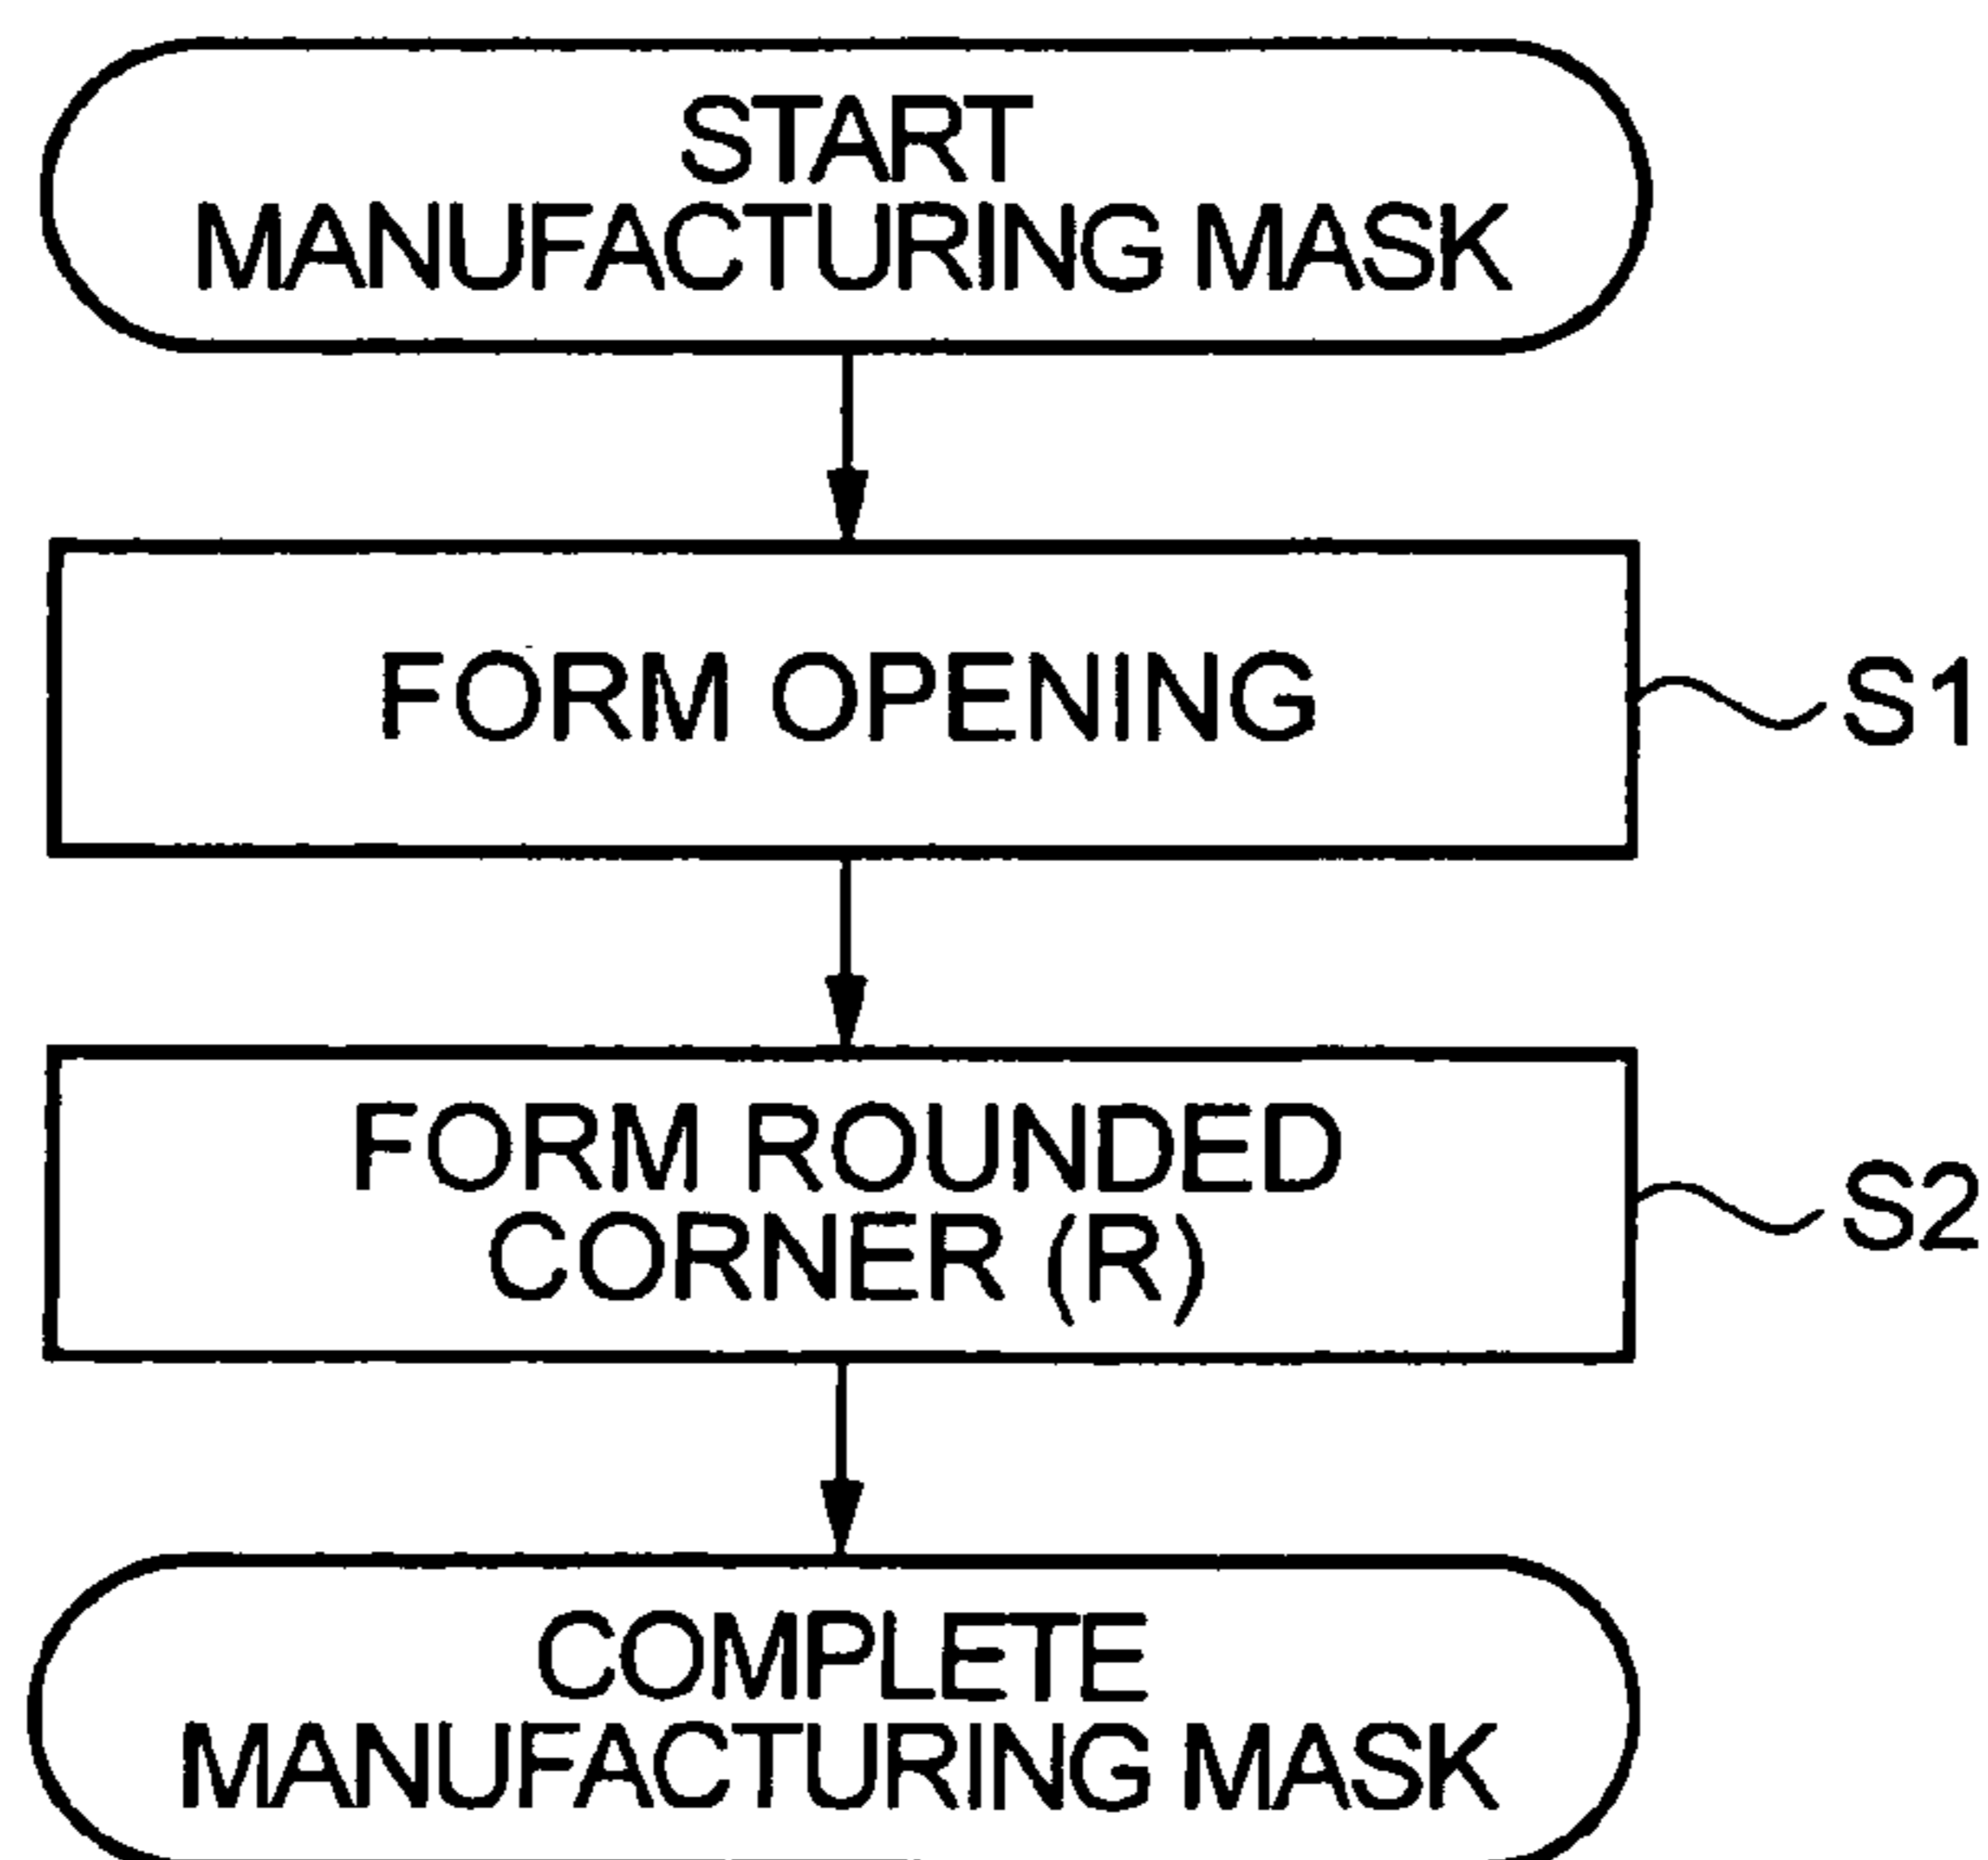 START
MANUFACTURING MASK
FORM OPENING
S1
FORM ROUNDED
CORNER (R)
S2
COMPLETE
MANUFACTURING MASK